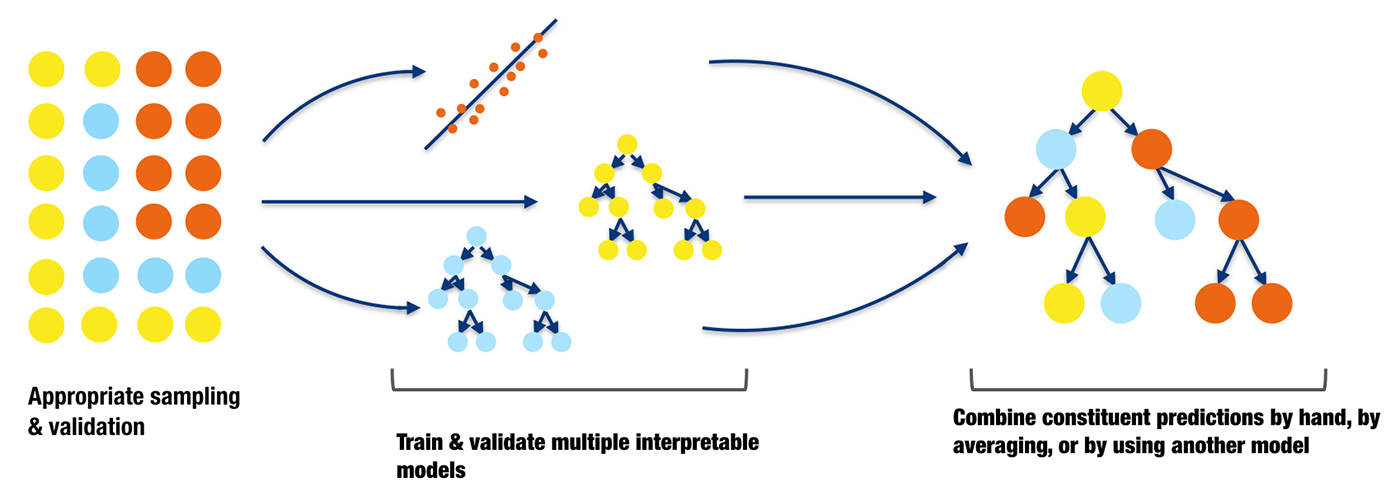 Appropriate sampling
& validation
Train & validate multiple interpretable
models
Combine constituent predictions by hand, by
averaging, or by using another model